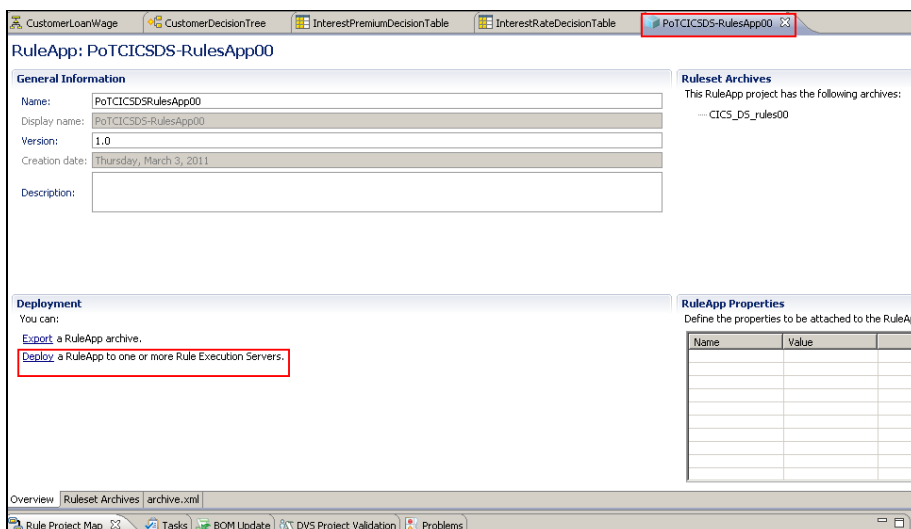 CustomerLoanWage CustomerDecisionTree InterestPremiumDecisionTable InterestRateDecisionTable PoTCICSDS-RulesApp00
RuleApp: PoTCICSDS-RulesApp00
General Information
Name: PoTCICSDSRulesApp00
Display name: PoTCICSDS-RulesApp00
Version: 1.0
Creation date: Thursday, March 3, 2011
Description:
Ruleset Archives
This RuleApp project has the following archives:
CICS_DS_rules00
Deployment
You can:
Export a RuleApp archive.
Deploy a RuleApp to one or more Rule Execution Servers.
RuleApp Properties
Define the properties to be attached to the RuleA
Name Value
Overview Ruleset Archives archive.xml
Rule Project Map Tasks BOM Update DVS Project Validation Problems